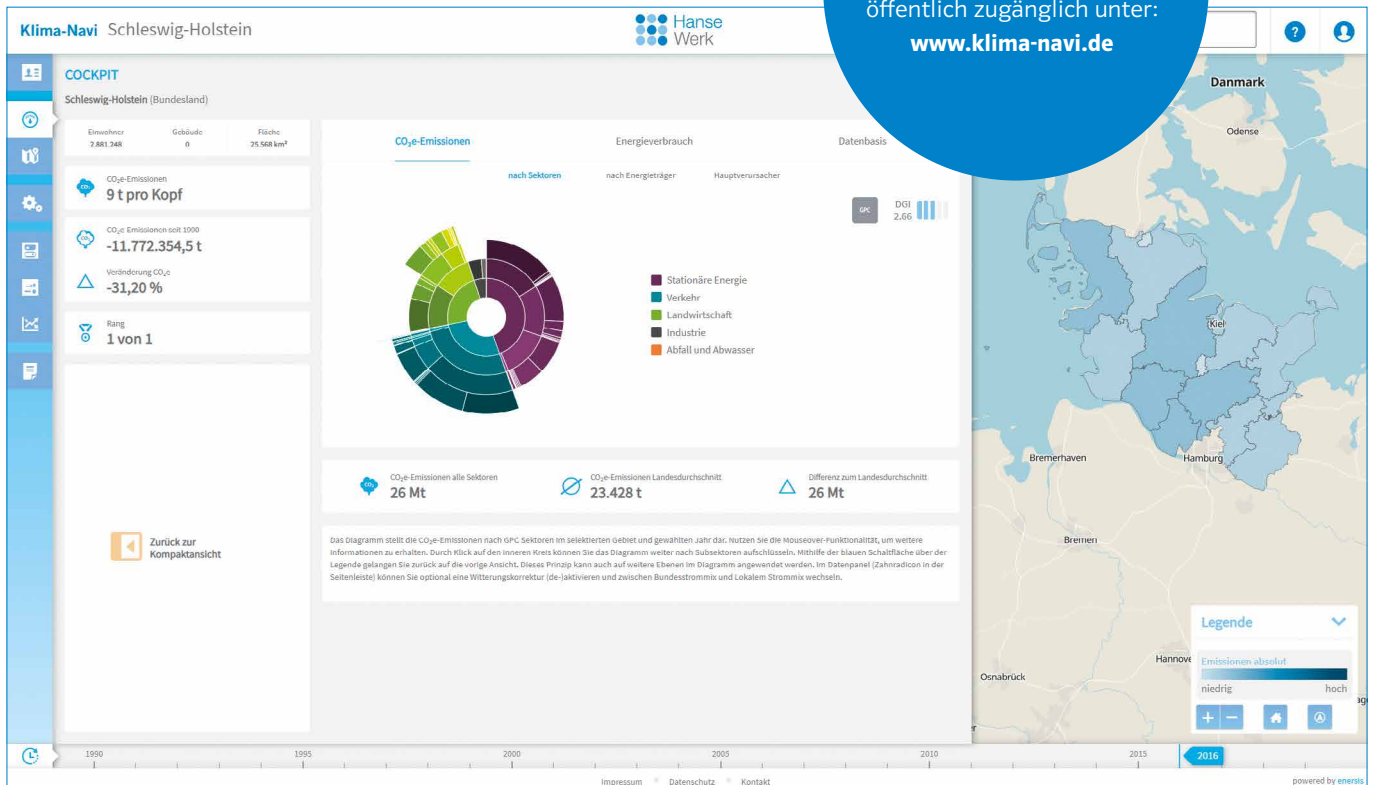 Klima-Navi Schleswig-Holstein
Hanse
Werk
öffentlich zugänglich unter:
www.klima-navi.de
COCKPIT
Schleswig-Holstein (Bundesland)
Einwohner Gebäude Fläche
2.881.248 0 25.568 km²
CO₂e-Emissionen
9 t pro Kopf
CO₂e Emissionen seit 1990
-11.772.354,5 t
Veränderung CO₂e
-31,20 %
Rang
1 von 1
Zurück zur
Kompaktansicht
CO₂e-Emissionen Energieverbrauch Datenbasis
nach Sektoren nach Energieträger Hauptverursacher
GPC DGI
2.66
Stationäre Energie
Verkehr
Landwirtschaft
Industrie
Abfall und Abwasser
CO₂e-Emissionen alle Sektoren
26 Mt
CO₂e-Emissionen Landesdurchschnitt
23.428 t
Differenz zum Landesdurchschnitt
26 Mt
Das Diagramm stellt die CO₂e-Emissionen nach GPC Sektoren im selektierten Gebiet und gewählten Jahr dar. Nutzen Sie die Mouseover-Funktionalität, um weitere
Informationen zu erhalten. Durch Klick auf den inneren Kreis können Sie das Diagramm weiter nach Subsektoren aufschlüsseln. Mithilfe der blauen Schaltfläche über der
Legende gelangen Sie zurück auf die vorige Ansicht. Dieses Prinzip kann auch auf weitere Ebenen im Diagramm angewendet werden. Im Datenpanel (Zahnradicon in der
Seitenleiste) können Sie optional eine Witterungskorrektur (de-)aktivieren und zwischen Bundesstrommix und Lokalem Strommix wechseln.
Danmark
Odense
Kiel
Hamburg
Bremerhaven
Bremen
Hannove
Osnabrück
Legende
Emissionen absolut
niedrig hoch
1990 1995 2000 2005 2010 2015 2016
Impressum Datenschutz Kontakt
powered by enersis